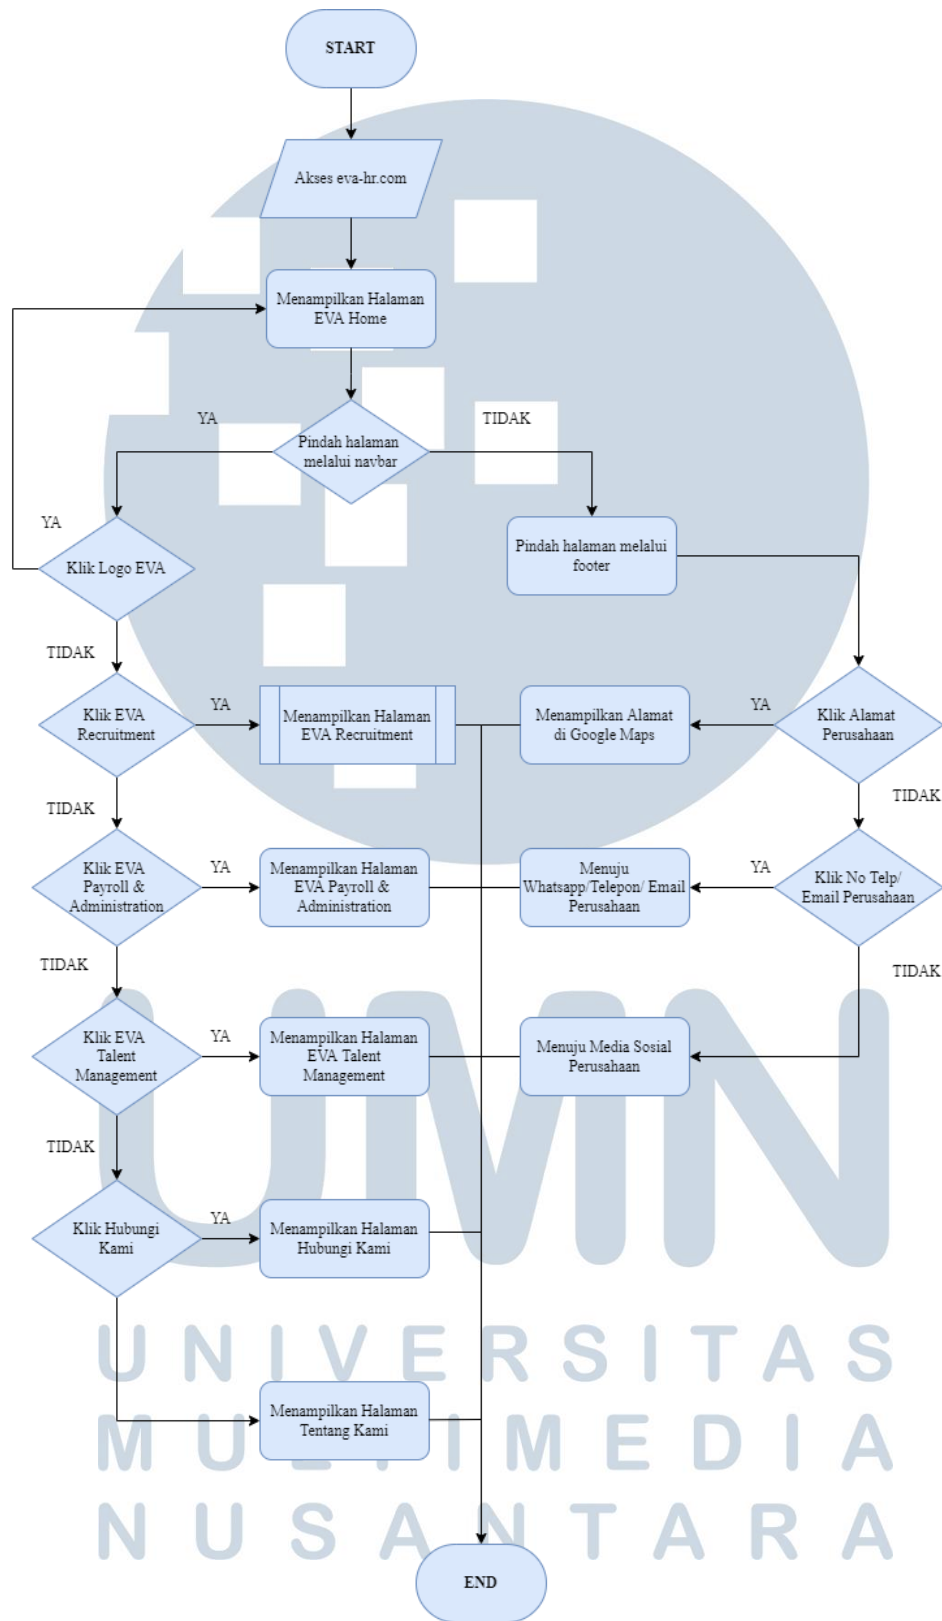 START
Akses eva-hr.com
Menampilkan Halaman
EVA Home
YA
TIDAK
Pindah halaman
melalui navbar
YA
Klik Logo EVA
Pindah halaman melalui
footer
TIDAK
Klik EVA
Recruitment
YA
Menampilkan Halaman
EVA Recruitment
Menampilkan Alamat
di Google Maps
YA
Klik Alamat
Perusahaan
TIDAK
TIDAK
Klik EVA
Payroll &
Administration
YA
Menampilkan Halaman
EVA Payroll &
Administration
Menuju
Whatsapp/Telepon/ Email
Perusahaan
YA
Klik No Telp/
Email Perusahaan
TIDAK
TIDAK
Klik EVA
Talent
Management
YA
Menampilkan Halaman
EVA Talent
Management
Menuju Media Sosial
Perusahaan
TIDAK
Klik Hubungi
Kami
YA
Menampilkan Halaman
Hubungi Kami
Menampilkan Halaman
Tentang Kami
END
UMN
UNIVERSITAS
MULTIMEDIA
NUSANTARA